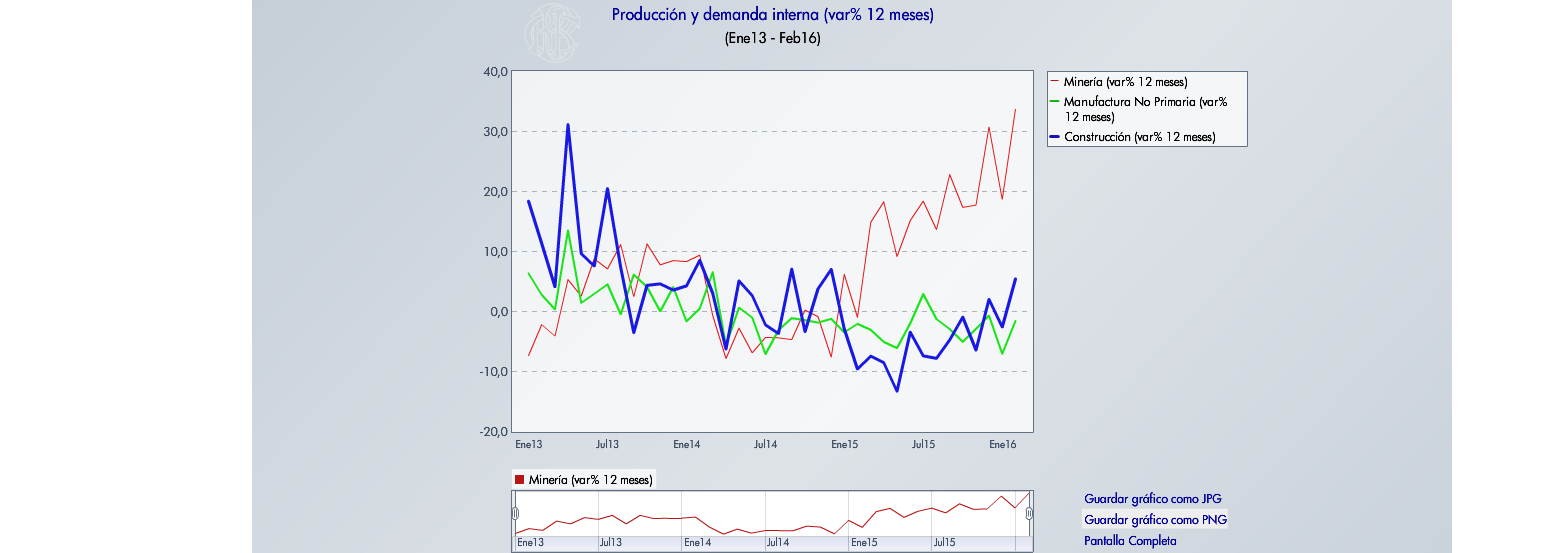 Producción y demanda interna (var% 12 meses)
(Ene13 - Feb16)
40,0
30,0
20,0
10,0
0,0
-10,0
-20,0
Ene13 Jul13 Ene14 Jul14 Ene15 Jul15 Ene16
Minería (var% 12 meses)
Manufactura No Primaria (var%
12 meses)
Construcción (var% 12 meses)
Minería (var% 12 meses)
Ene13 Jul13 Ene14 Jul14 Ene15 Jul15
Guardar gráfico como JPG
Guardar gráfico como PNG
Pantalla Completa